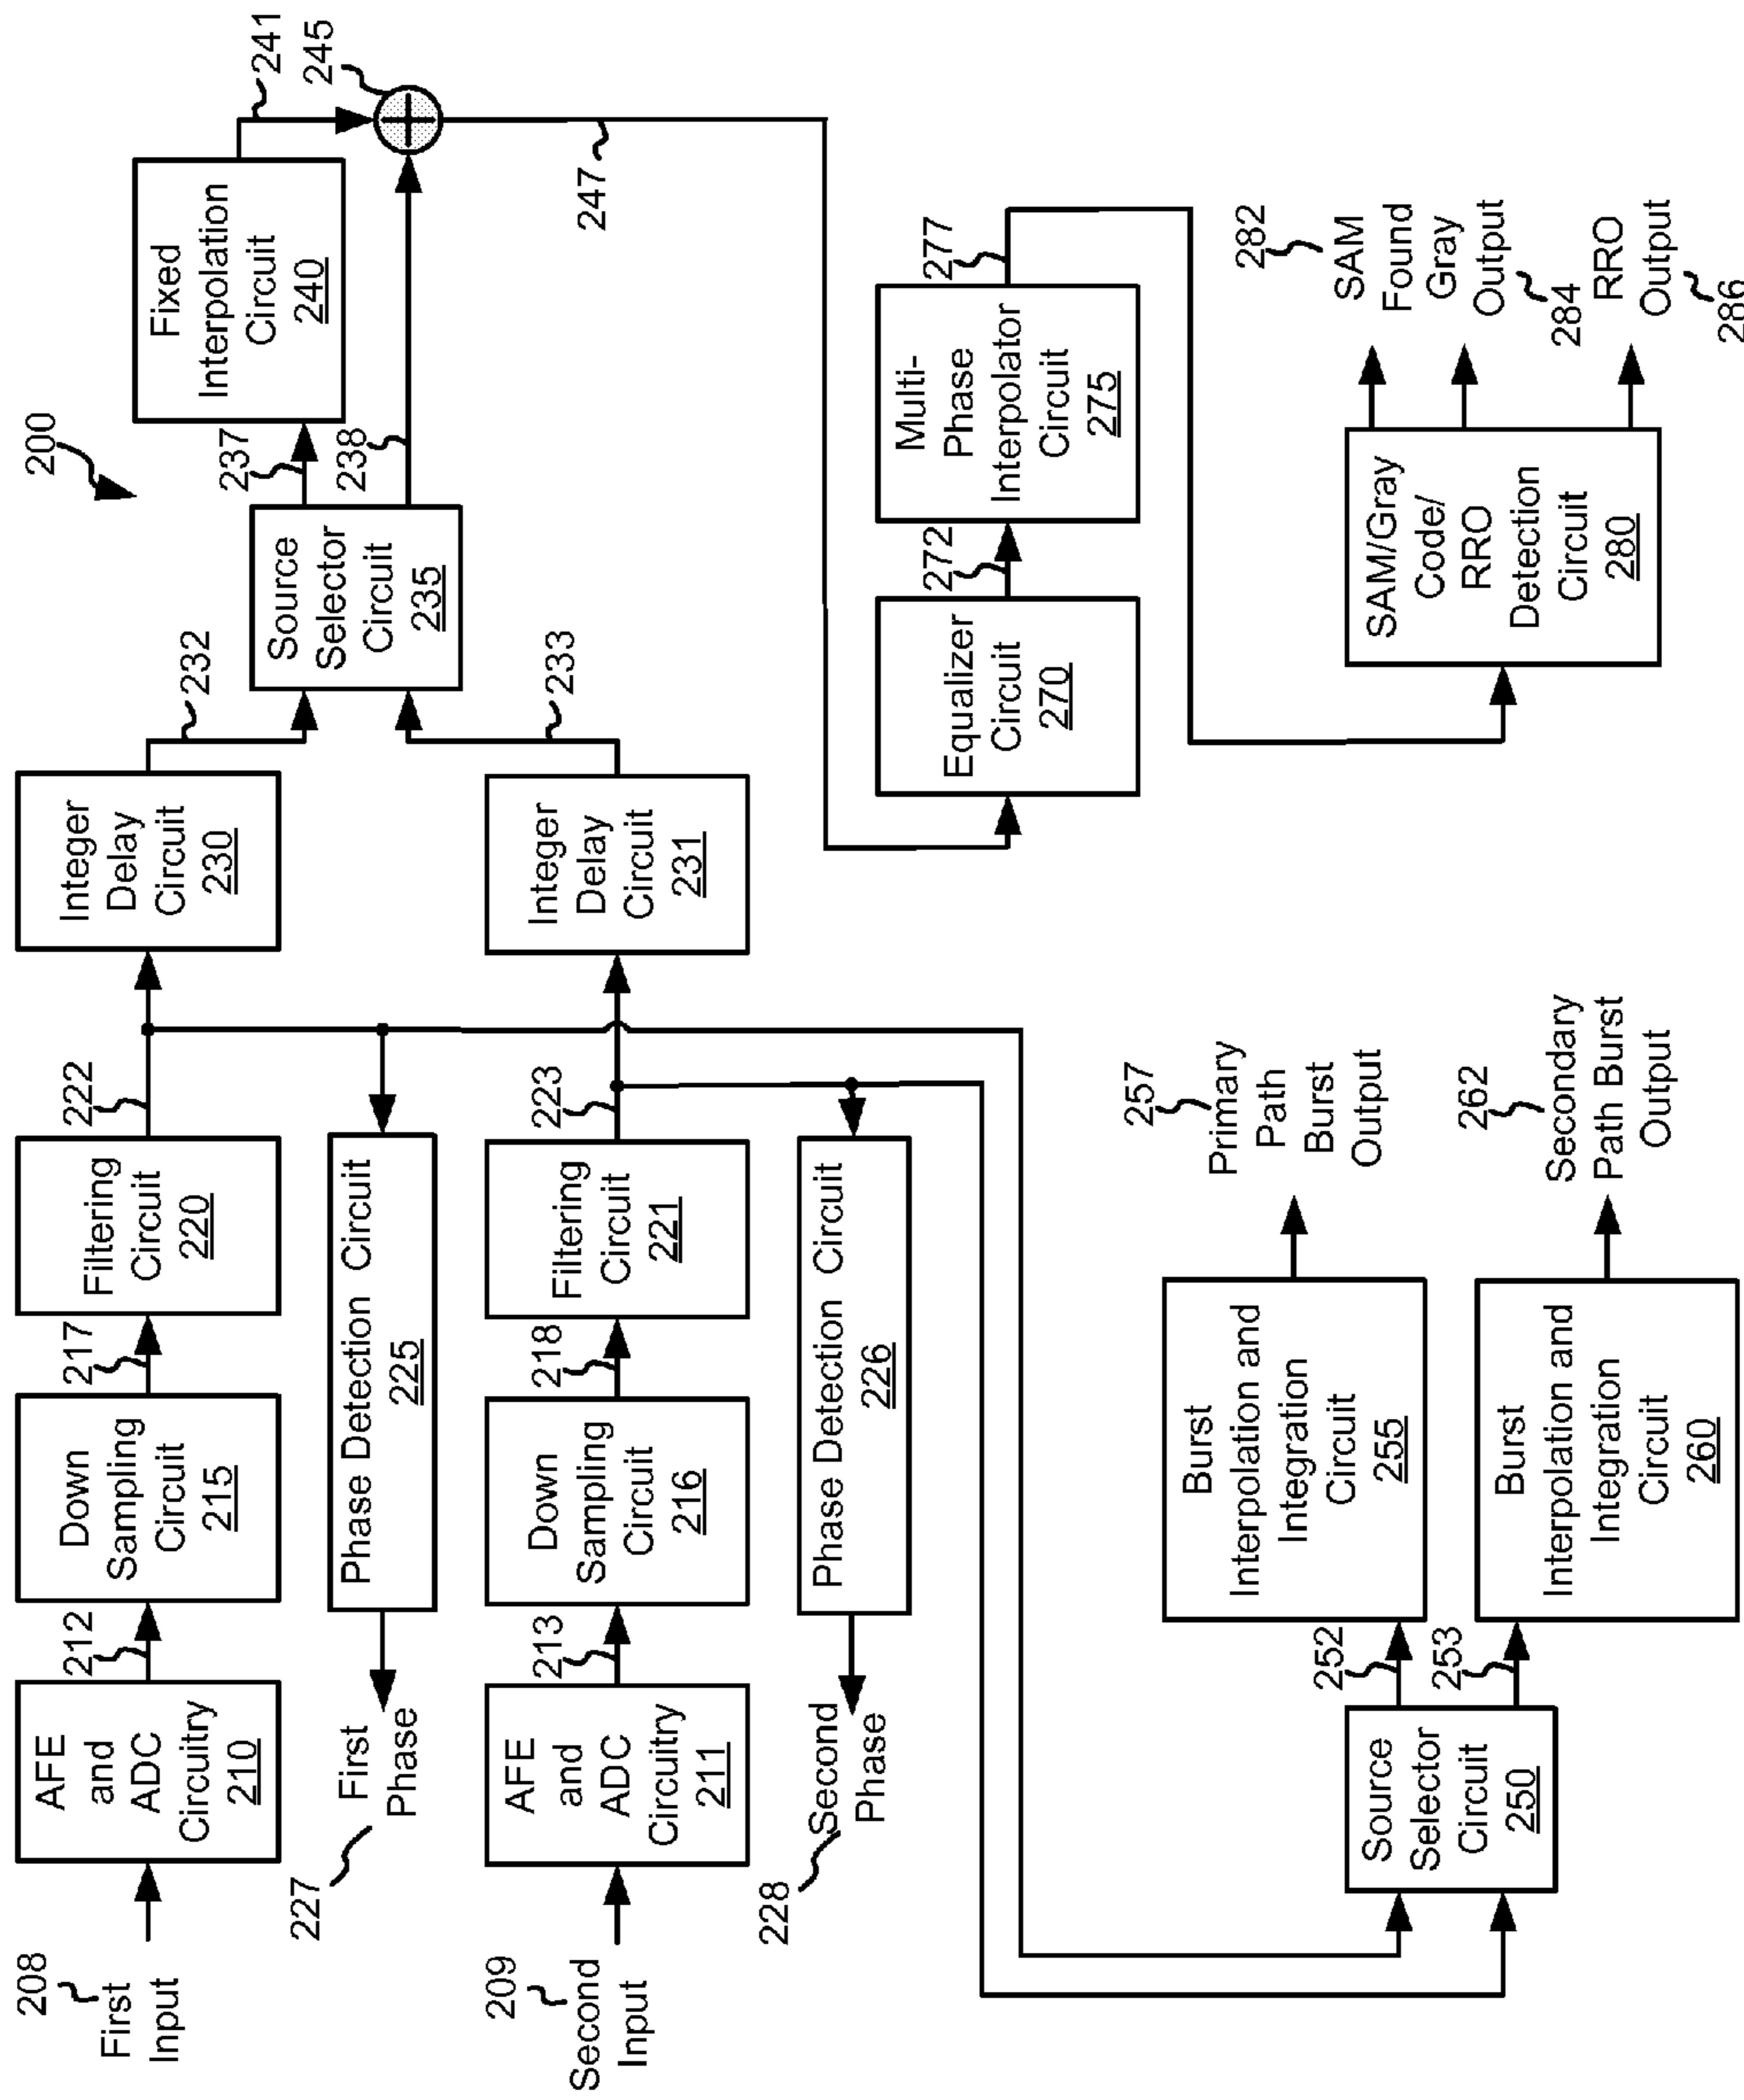 200
208
First
Input
AFE
and
ADC
Circuitry
210
212
Down
Sampling
Circuit
215
217
Filtering
Circuit
220
222
Integer
Delay
Circuit
230
232
Source
Selector
Circuit
235
237
238
Fixed
Interpolation
Circuit
240
241
245
247
227
First
Phase
Phase Detection Circuit
225
209
Second
Input
AFE
and
ADC
Circuitry
211
213
Down
Sampling
Circuit
216
218
Filtering
Circuit
221
223
Integer
Delay
Circuit
231
233
228
Second
Phase
Phase Detection Circuit
226
Equalizer
Circuit
270
272
Multi-
Phase
Interpolator
Circuit
275
277
Source
Selector
Circuit
250
252
253
Burst
Interpolation and
Integration
Circuit
255
257
Primary
Path
Burst
Output
Burst
Interpolation and
Integration
Circuit
260
262
Secondary
Path Burst
Output
SAM/Gray
Code/
RRO
Detection
Circuit
280
282
SAM
Found
Gray
Output
284
RRO
Output
286